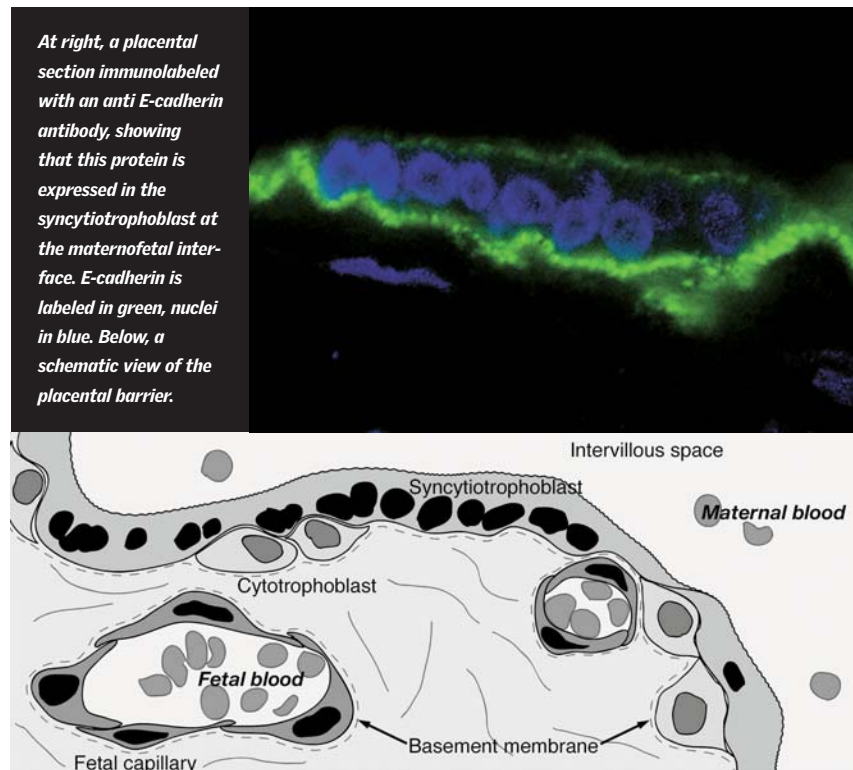 At right, a placental
section immunolabeled
with an anti E-cadherin
antibody, showing
that this protein is
expressed in the
syncytiotrophoblast at
the maternofetal inter-
face. E-cadherin is
labeled in green, nuclei
in blue. Below, a
schematic view of the
placental barrier.
Intervillous space
Syncytiotrophoblast
Maternal blood
Cytotrophoblast
Fetal blood
Basement membrane
Fetal capillary